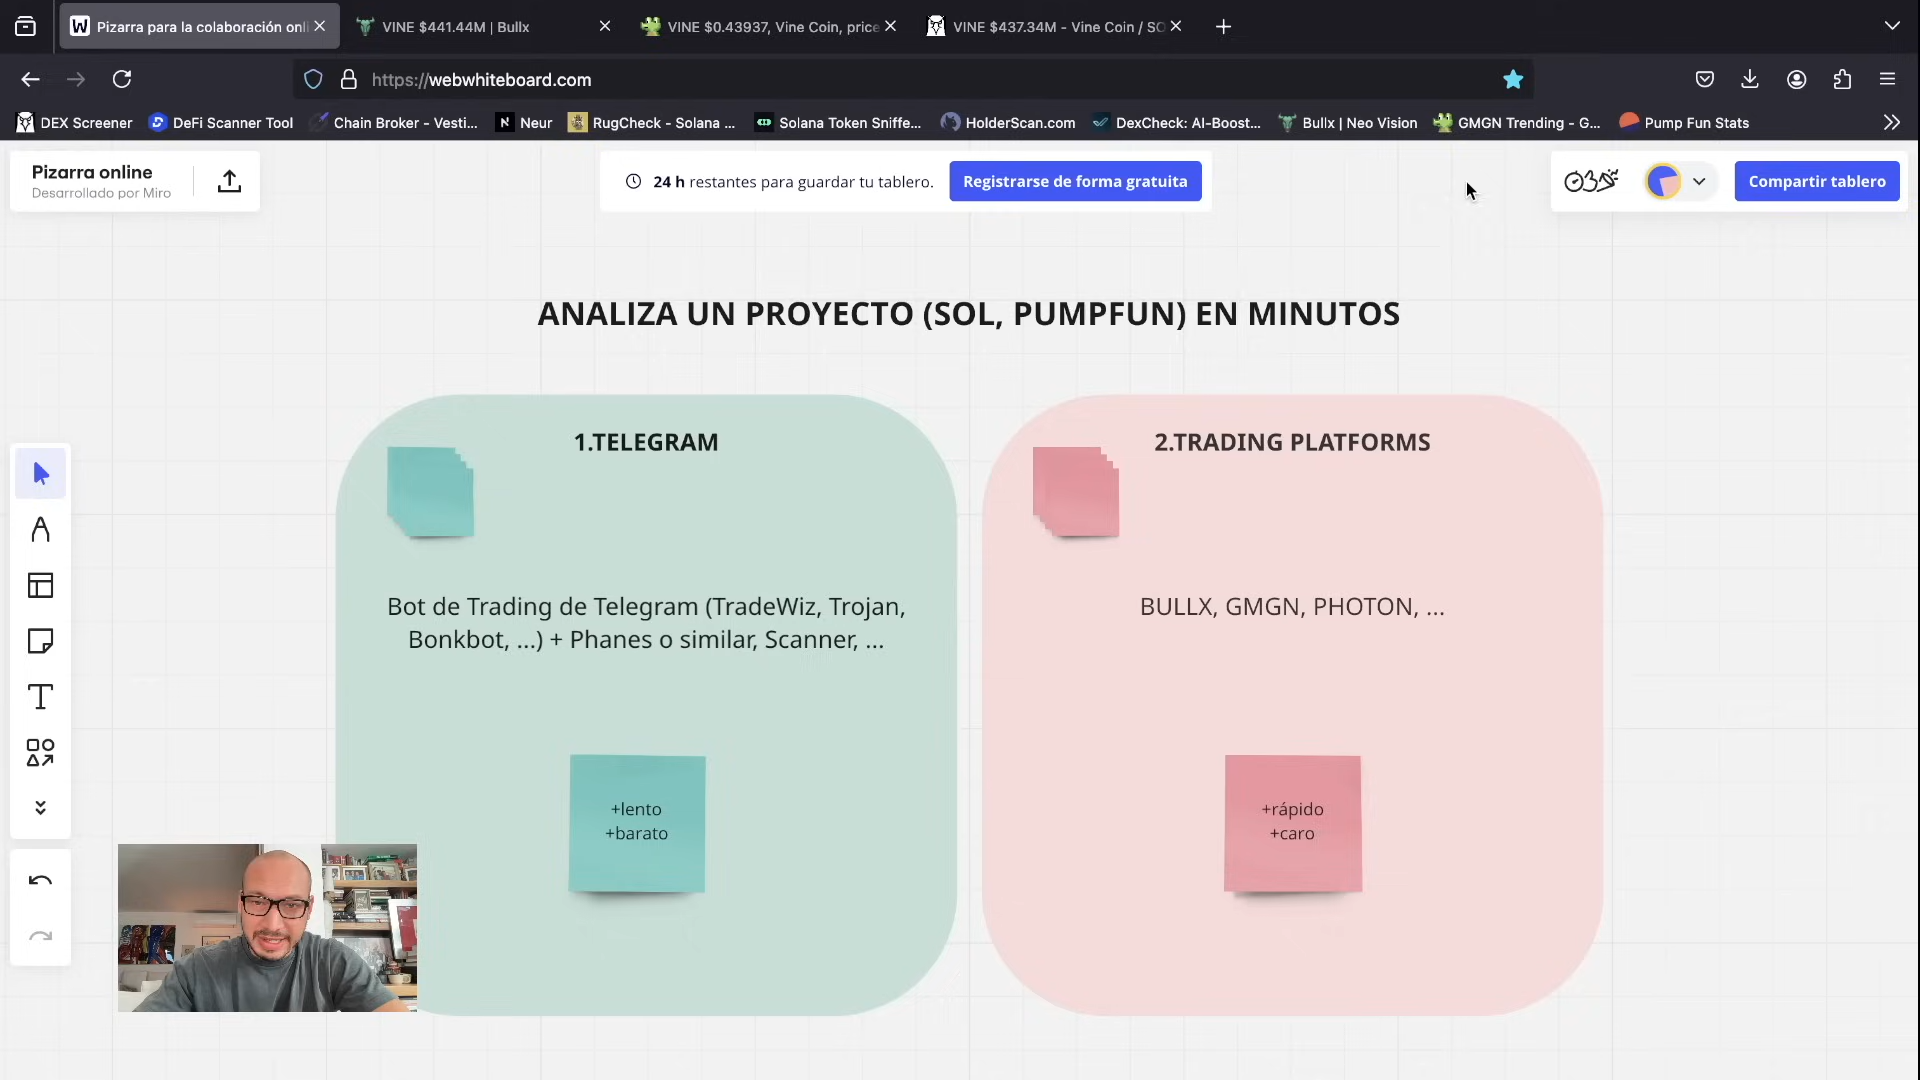 Pizarra para la colaboración onl
VINE $441.44M | Bullx
VINE $0.43937, Vine Coin, price
VINE $437.34M - Vine Coin / SO
https://webwhiteboard.com
DEX Screener
DeFi Scanner Tool
Chain Broker - Vesti...
Neur
RugCheck - Solana ...
Solana Token Sniffe...
HolderScan.com
DexCheck: AI-Boost...
Bullx | Neo Vision
GMGN Trending - G...
Pump Fun Stats
Pizarra online
Desarrollado por Miro
24 h restantes para guardar tu tablero.
Registrarse de forma gratuita
Compartir tablero
ANALIZA UN PROYECTO (SOL, PUMPFUN) EN MINUTOS
1.TELEGRAM
Bot de Trading de Telegram (TradeWiz, Trojan,
Bonkbot, ...) + Phanes o similar, Scanner, ...
+lento
+barato
2.TRADING PLATFORMS
BULLX, GMGN, PHOTON, ...
+rápido
+caro